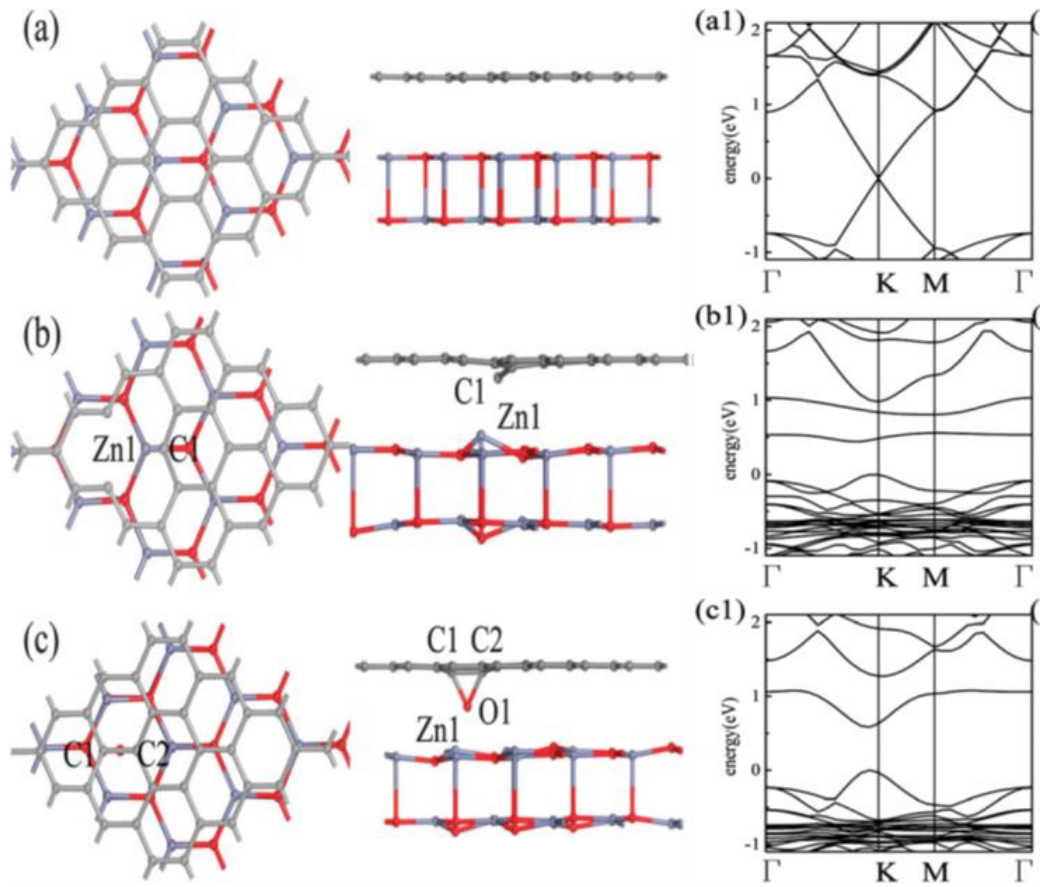 (a)
(a1)
2
1
0
-1
energy(eV)
Γ K M Γ
(b)
Zn1 C1
C1
Zn1
(b1)
2
1
0
-1
energy(eV)
Γ K M Γ
(c)
C1 C2
C1 C2
O1
Zn1
(c1)
2
1
0
-1
energy(eV)
Γ K M Γ